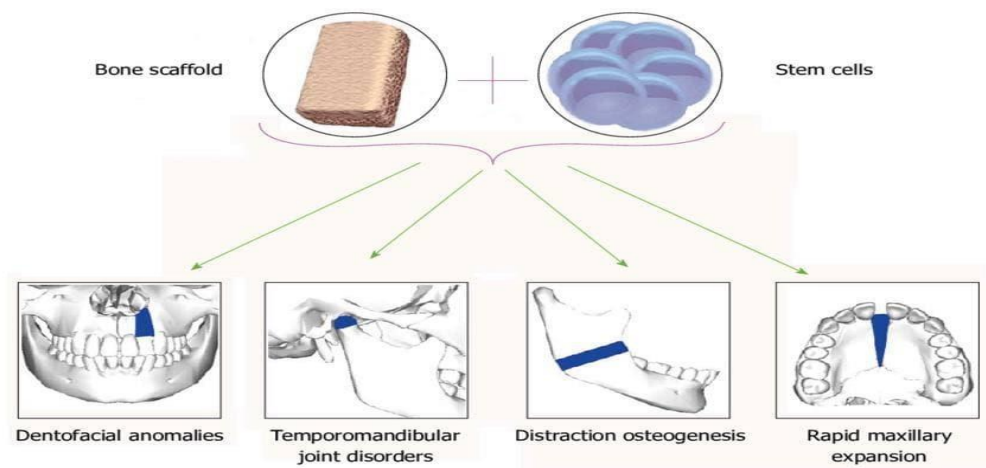 Bone scaffold
Stem cells
Dentofacial anomalies
Temporomandibular
joint disorders
Distraction osteogenesis
Rapid maxillary
expansion